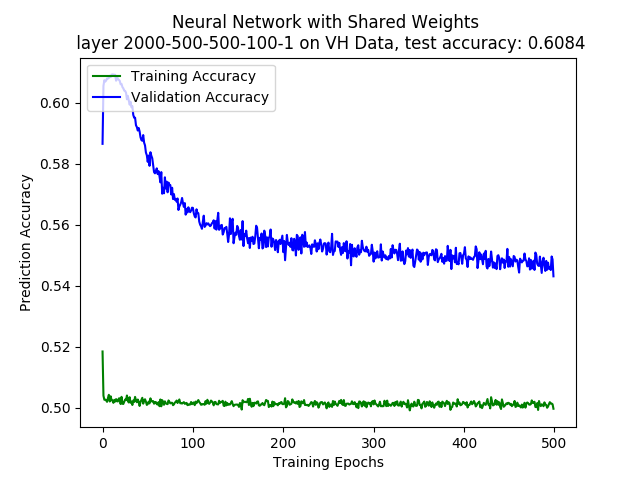 Neural Network with Shared Weights
layer 2000-500-500-100-1 on VH Data, test accuracy: 0.6084
Training Accuracy
Validation Accuracy
0.60
0.58
0.56
0.54
0.52
0.50
Prediction Accuracy
0 100 200 300 400 500
Training Epochs